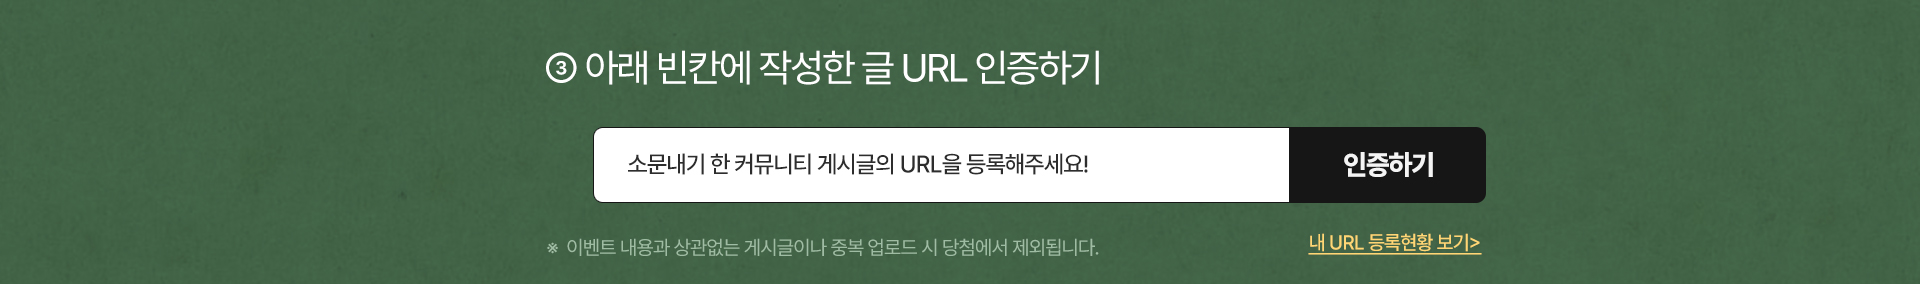 ③ 아래 빈칸에 작성한 글 URL 인증하기
소문내기 한 커뮤니티 게시글의 URL을 등록해주세요!
인증하기
※ 이벤트 내용과 상관없는 게시글이나 중복 업로드 시 당첨에서 제외됩니다.
내 URL 등록현황 보기>